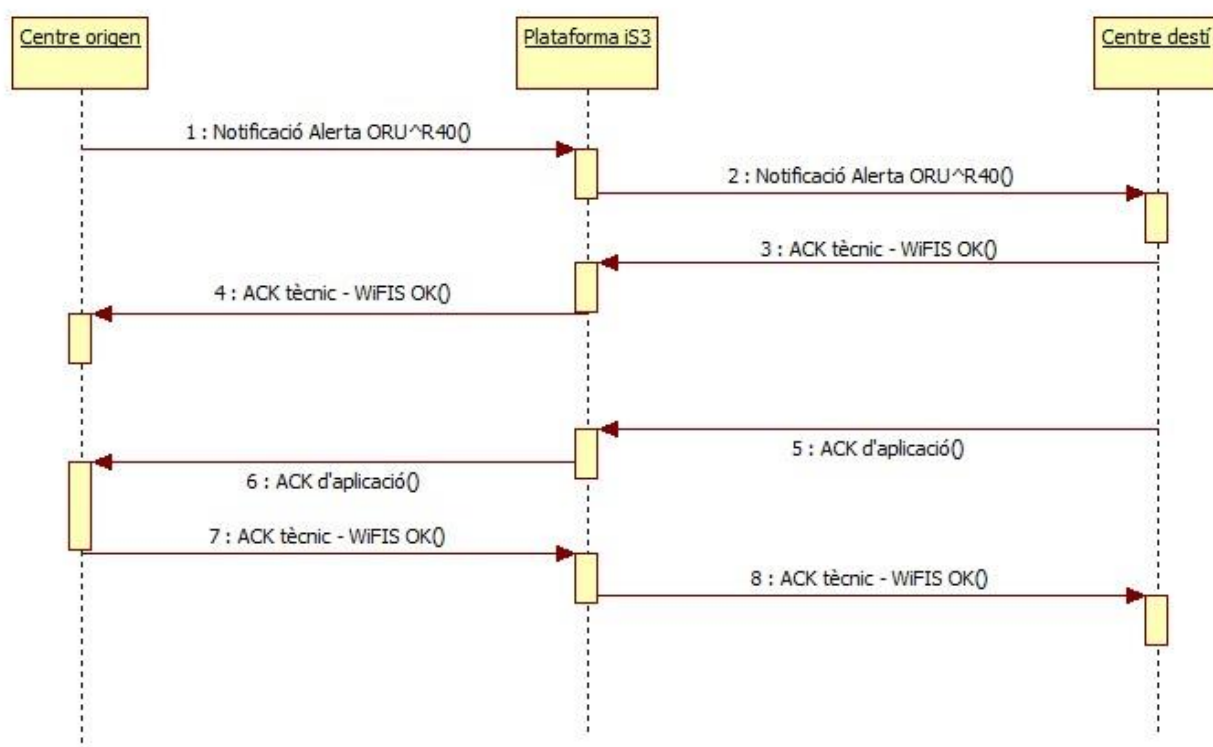 Centre origen
Plataforma iS3
Centre destí
1 : Notificació Alerta ORU^R40()
2 : Notificació Alerta ORU^R40()
3 : ACK tècnic - WiFIS OK()
4 : ACK tècnic - WiFIS OK()
5 : ACK d'aplicació()
6 : ACK d'aplicació()
7 : ACK tècnic - WiFIS OK()
8 : ACK tècnic - WiFIS OK()